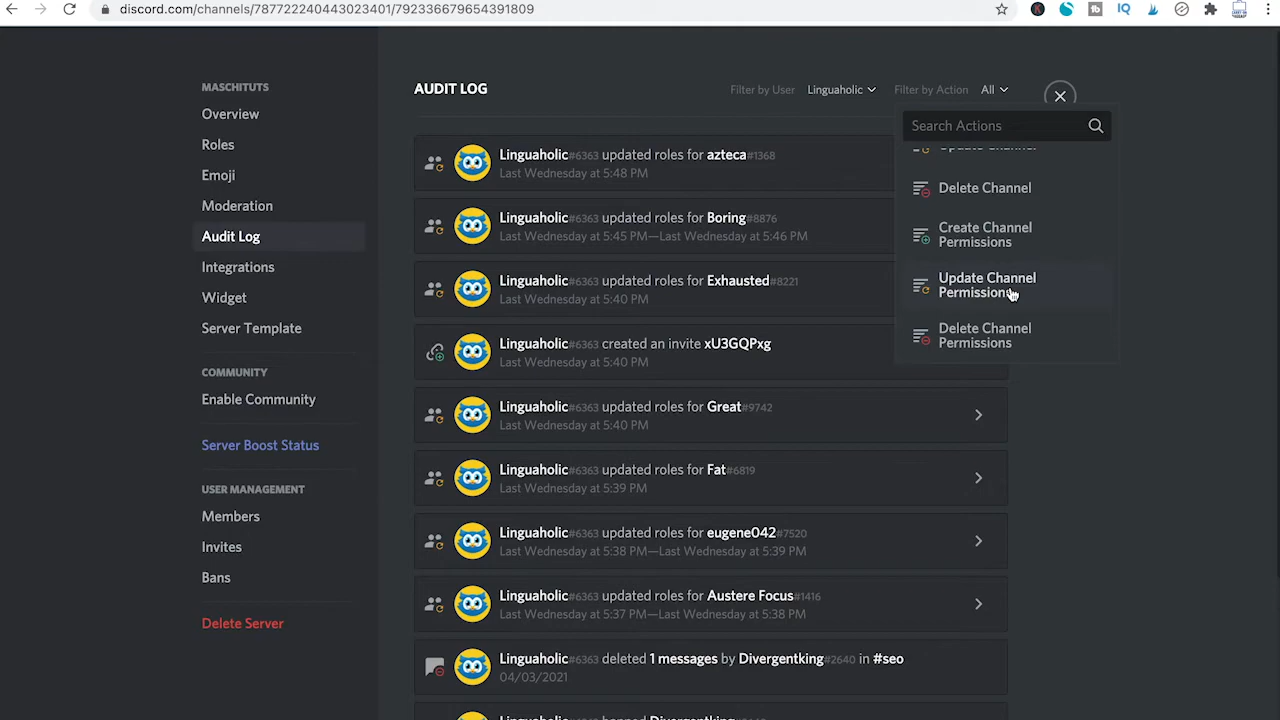 discord.com/channels/787722240443023401/792336679654391809
MASCHITUTS
Overview
Roles
Emoji
Moderation
Audit Log
Integrations
Widget
Server Template
COMMUNITY
Enable Community
Server Boost Status
USER MANAGEMENT
Members
Invites
Bans
Delete Server
AUDIT LOG
Filter by User Linguaholic
Filter by Action All
Search Actions
Update Channel
Delete Channel
Create Channel
Permissions
Update Channel
Permissions
Delete Channel
Permissions
Linguaholic#6363 updated roles for azteca#1368
Last Wednesday at 5:48 PM
Linguaholic#6363 updated roles for Boring#8876
Last Wednesday at 5:45 PM—Last Wednesday at 5:46 PM
Linguaholic#6363 updated roles for Exhausted#8221
Last Wednesday at 5:40 PM
Linguaholic#6363 created an invite xU3GQPxg
Last Wednesday at 5:40 PM
Linguaholic#6363 updated roles for Great#9742
Last Wednesday at 5:40 PM
Linguaholic#6363 updated roles for Fat#6819
Last Wednesday at 5:39 PM
Linguaholic#6363 updated roles for eugene042#7520
Last Wednesday at 5:38 PM—Last Wednesday at 5:39 PM
Linguaholic#6363 updated roles for Austere Focus#1416
Last Wednesday at 5:37 PM—Last Wednesday at 5:38 PM
Linguaholic#6363 deleted 1 messages by Divergentking#2640 in #seo
04/03/2021
Linguaholic#6363 banned Divergentking